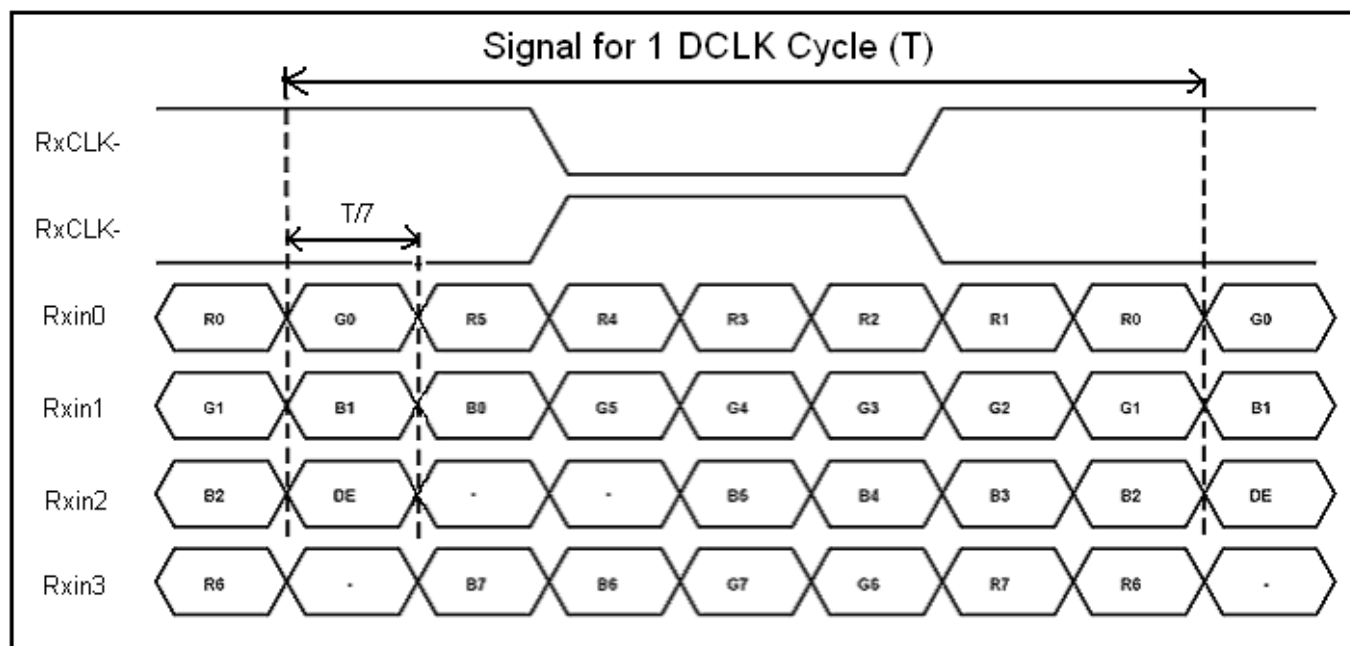 Signal for 1 DCLK Cycle (T)
RxCLK-
RxCLK-
T/7
Rxin0 R0 G0 R5 R4 R3 R2 R1 R0 G0
Rxin1 G1 B1 B0 G5 G4 G3 G2 G1 B1
Rxin2 B2 DE - - B5 B4 B3 B2 DE
Rxin3 R6 - B7 B6 G7 G6 R7 R6 -